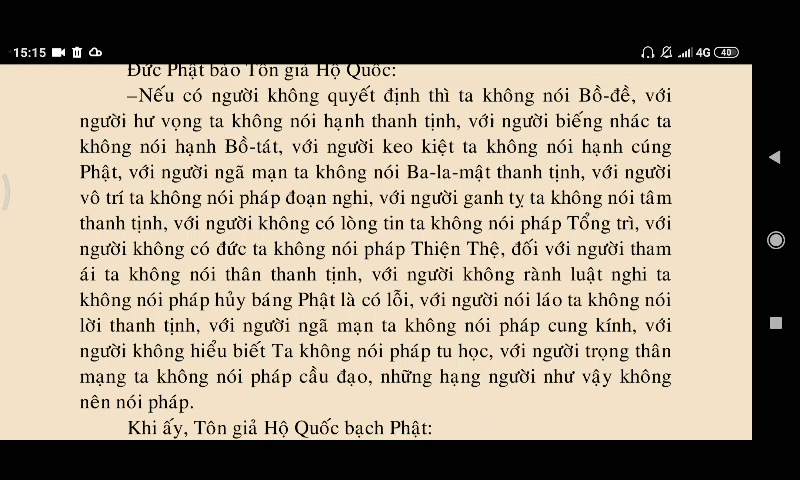 15:15
4G 40
Đức Phật bảo Tôn giả Hộ Quốc:
–Nếu có người không quyết định thì ta không nói Bồ-đề, với
người hư vọng ta không nói hạnh thanh tịnh, với người biếng nhác ta
không nói hạnh Bồ-tát, với người keo kiệt ta không nói hạnh cúng
Phật, với người ngã mạn ta không nói Ba-la-mật thanh tịnh, với người
vô trí ta không nói pháp đoạn nghi, với người ganh tỵ ta không nói tâm
thanh tịnh, với người không có lòng tin ta không nói pháp Tổng trì, với
người không có đức ta không nói pháp Thiện Thệ, đối với người tham
ái ta không nói thân thanh tịnh, với người không rành luật nghi ta
không nói pháp hủy báng Phật là có lỗi, với người nói láo ta không nói
lời thanh tịnh, với người ngã mạn ta không nói pháp cung kính, với
người không hiểu biết Ta không nói pháp tu học, với người trọng thân
mạng ta không nói pháp cầu đạo, những hạng người như vậy không
nên nói pháp.
Khi ấy, Tôn giả Hộ Quốc bạch Phật: